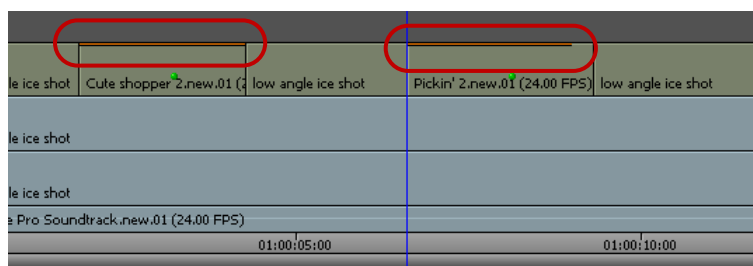 le ice shot Cute shopper 2.new.01 (2 low angle ice shot Pickin' 2.new.01 (24.00 FPS) low angle ice shot
le ice shot
le ice shot
e Pro Soundtrack.new.01 (24.00 FPS)
01:00:05:00 01:00:10:00